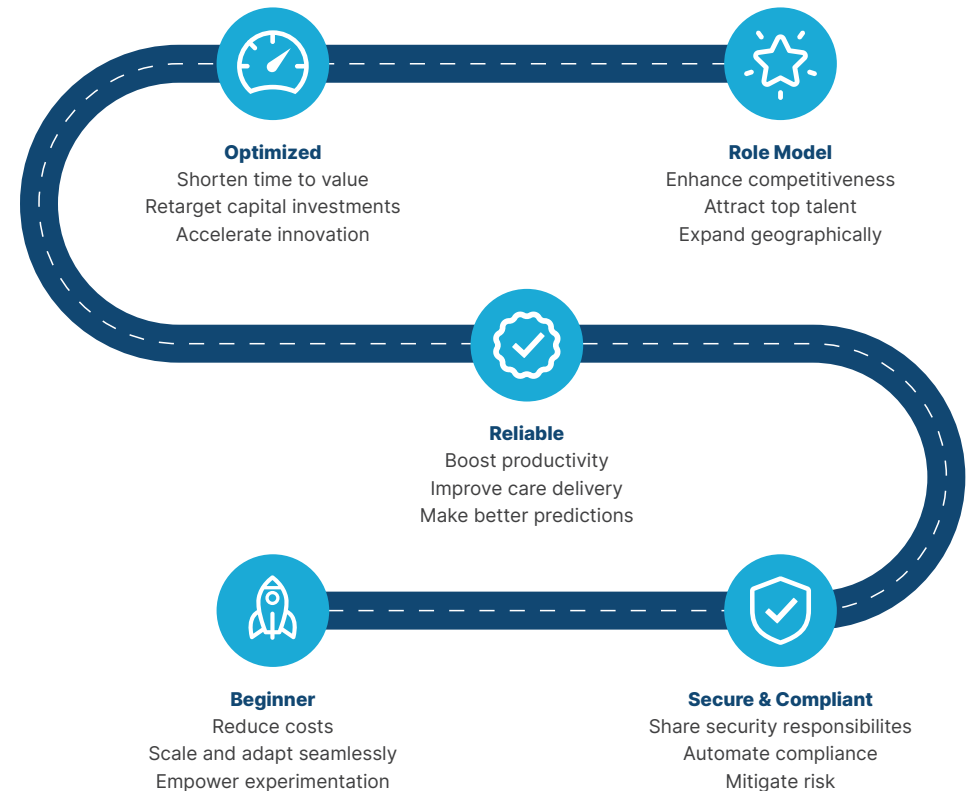 Optimized
Shorten time to value
Retarget capital investments
Accelerate innovation
Role Model
Enhance competitiveness
Attract top talent
Expand geographically
Reliable
Boost productivity
Improve care delivery
Make better predictions
Beginner
Reduce costs
Scale and adapt seamlessly
Empower experimentation
Secure & Compliant
Share security responsibilites
Automate compliance
Mitigate risk